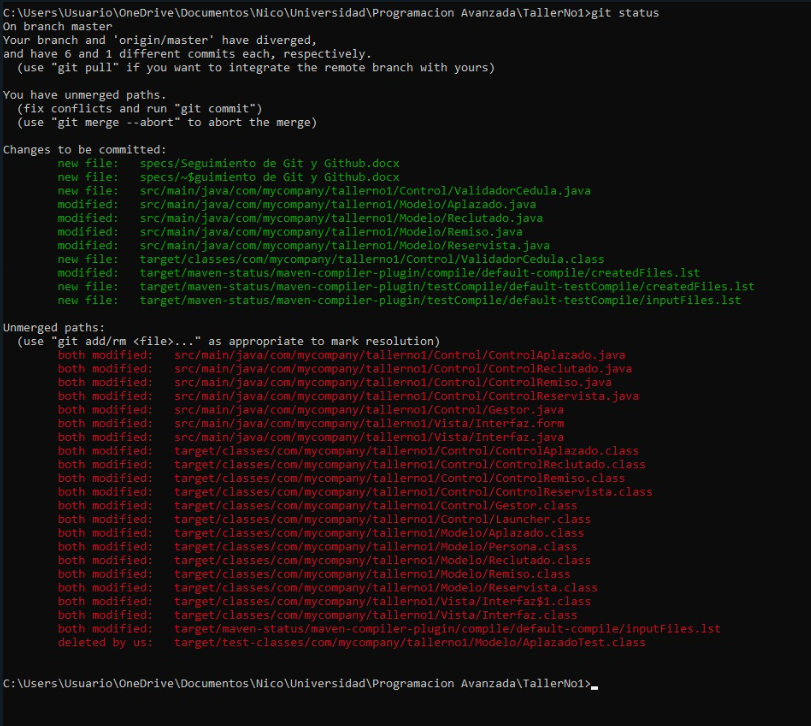 C:\Users\Usuario\OneDrive\Documentos\Nico\Universidad\Programacion Avanzada\TallerNo1>git status
On branch master
Your branch and 'origin/master' have diverged,
and have 6 and 1 different commits each, respectively.
  (use "git pull" if you want to integrate the remote branch with yours)

You have unmerged paths.
  (fix conflicts and run "git commit")
  (use "git merge --abort" to abort the merge)

Changes to be committed:
        new file:   specs/Seguimiento de Git y Github.docx
        new file:   specs/~$guimiento de Git y Github.docx
        new file:   src/main/java/com/mycompany/tallerno1/Control/ValidadorCedula.java
        modified:   src/main/java/com/mycompany/tallerno1/Modelo/Aplazado.java
        modified:   src/main/java/com/mycompany/tallerno1/Modelo/Reclutado.java
        modified:   src/main/java/com/mycompany/tallerno1/Modelo/Remiso.java
        modified:   src/main/java/com/mycompany/tallerno1/Modelo/Reservista.java
        new file:   target/classes/com/mycompany/tallerno1/Control/ValidadorCedula.class
        modified:   target/maven-status/maven-compiler-plugin/compile/default-compile/createdFiles.lst
        new file:   target/maven-status/maven-compiler-plugin/testCompile/default-testCompile/createdFiles.lst
        new file:   target/maven-status/maven-compiler-plugin/testCompile/default-testCompile/inputFiles.lst

Unmerged paths:
  (use "git add/rm <file>..." as appropriate to mark resolution)
        both modified:   src/main/java/com/mycompany/tallerno1/Control/ControlAplazado.java
        both modified:   src/main/java/com/mycompany/tallerno1/Control/ControlReclutado.java
        both modified:   src/main/java/com/mycompany/tallerno1/Control/ControlRemiso.java
        both modified:   src/main/java/com/mycompany/tallerno1/Control/ControlReservista.java
        both modified:   src/main/java/com/mycompany/tallerno1/Control/Gestor.java
        both modified:   src/main/java/com/mycompany/tallerno1/Vista/Interfaz.form
        both modified:   src/main/java/com/mycompany/tallerno1/Vista/Interfaz.java
        both modified:   target/classes/com/mycompany/tallerno1/Control/ControlAplazado.class
        both modified:   target/classes/com/mycompany/tallerno1/Control/ControlReclutado.class
        both modified:   target/classes/com/mycompany/tallerno1/Control/ControlRemiso.class
        both modified:   target/classes/com/mycompany/tallerno1/Control/ControlReservista.class
        both modified:   target/classes/com/mycompany/tallerno1/Control/Gestor.class
        both modified:   target/classes/com/mycompany/tallerno1/Control/Launcher.class
        both modified:   target/classes/com/mycompany/tallerno1/Modelo/Aplazado.class
        both modified:   target/classes/com/mycompany/tallerno1/Modelo/Persona.class
        both modified:   target/classes/com/mycompany/tallerno1/Modelo/Reclutado.class
        both modified:   target/classes/com/mycompany/tallerno1/Modelo/Remiso.class
        both modified:   target/classes/com/mycompany/tallerno1/Modelo/Reservista.class
        both modified:   target/classes/com/mycompany/tallerno1/Vista/Interfaz$1.class
        both modified:   target/classes/com/mycompany/tallerno1/Vista/Interfaz.class
        both modified:   target/maven-status/maven-compiler-plugin/compile/default-compile/inputFiles.lst
        deleted by us:   target/test-classes/com/mycompany/tallerno1/Modelo/AplazadoTest.class

C:\Users\Usuario\OneDrive\Documentos\Nico\Universidad\Programacion Avanzada\TallerNo1>